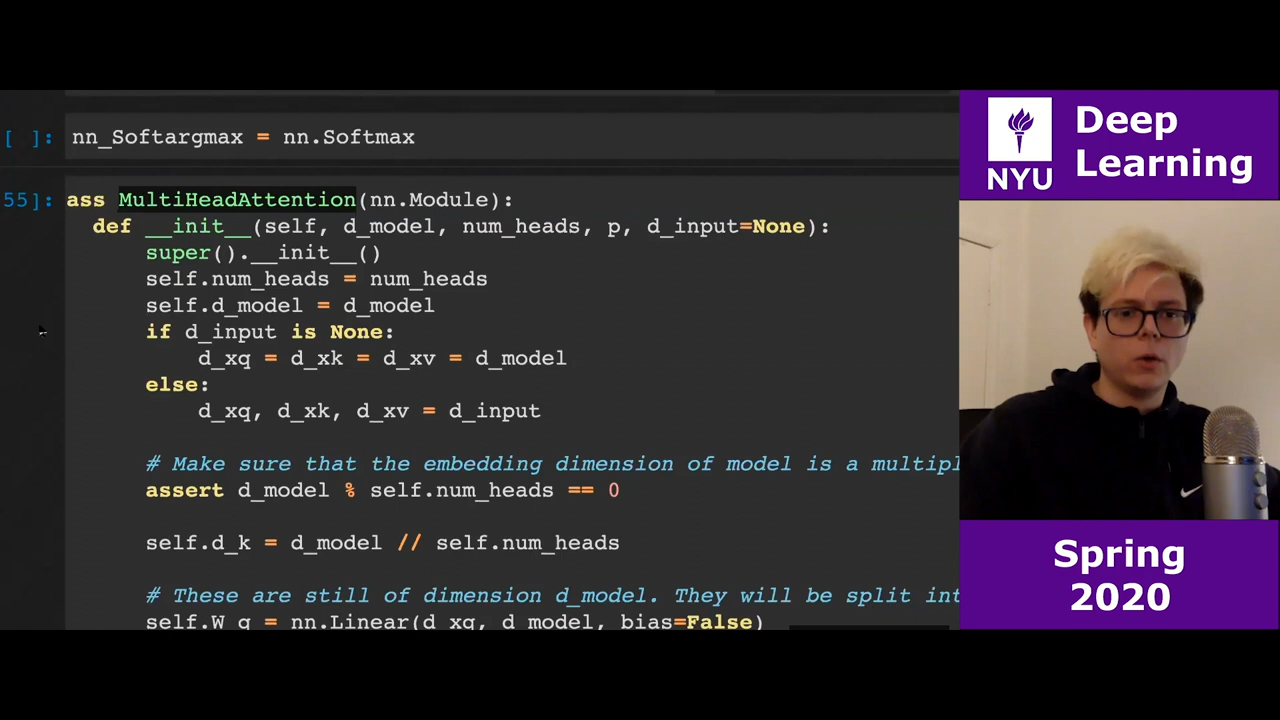 [ ]: nn_Softargmax = nn.Softmax
55]: ass MultiHeadAttention(nn.Module):
def __init__(self, d_model, num_heads, p, d_input=None):
super().__init__()
self.num_heads = num_heads
self.d_model = d_model
if d_input is None:
d_xq = d_xk = d_xv = d_model
else:
d_xq, d_xk, d_xv = d_input
# Make sure that the embedding dimension of model is a multipl
assert d_model % self.num_heads == 0
self.d_k = d_model // self.num_heads
# These are still of dimension d_model. They will be split int
self.W_q = nn.Linear(d_xq, d_model, bias=False)
NYU
Deep
Learning
Spring
2020